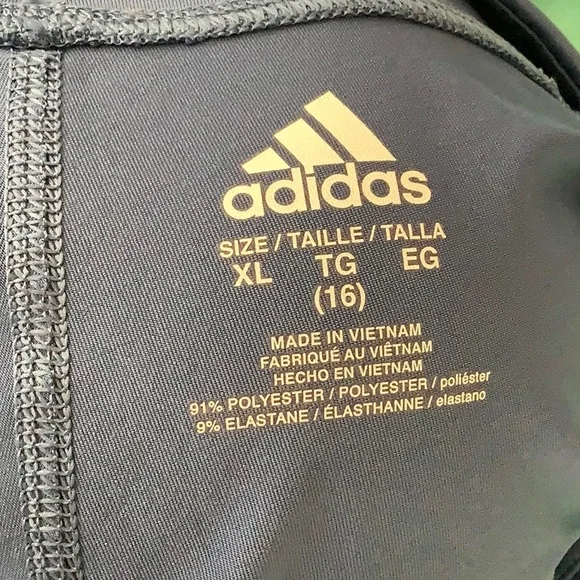 adidas
SIZE / TAILLE / TALLA
XL TG EG
(16)
MADE IN VIETNAM
FABRIQUÉ AU VIÊTNAM
HECHO EN VIETNAM
91% POLYESTER / POLYESTER / poliéster
9% ELASTANE / ÉLASTHANNE / elastano